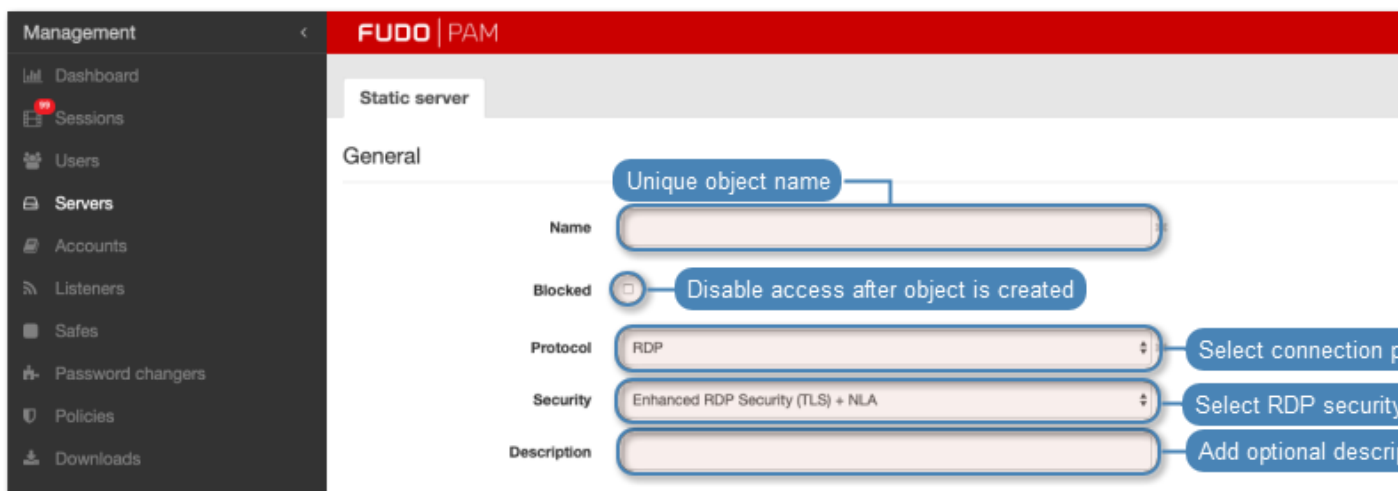 Management
Dashboard
99
Sessions
Users
Servers
Accounts
Listeners
Safes
Password changers
Policies
Downloads
FUDO | PAM
Static server
General
Unique object name
Name
Blocked
Disable access after object is created
Protocol
RDP
Select connection
Security
Enhanced RDP Security (TLS) + NLA
Select RDP security
Description
Add optional